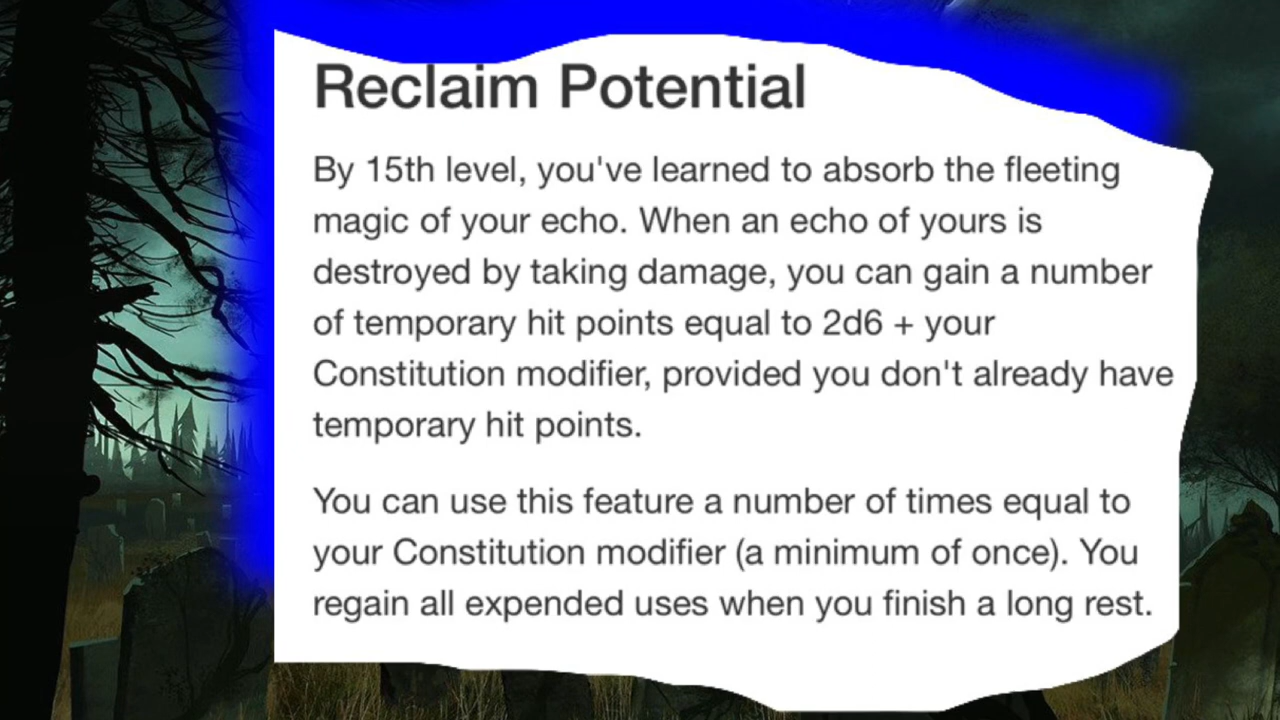 Reclaim Potential
By 15th level, you've learned to absorb the fleeting
magic of your echo. When an echo of yours is
destroyed by taking damage, you can gain a number
of temporary hit points equal to 2d6 + your
Constitution modifier, provided you don't already have
temporary hit points.
You can use this feature a number of times equal to
your Constitution modifier (a minimum of once). You
regain all expended uses when you finish a long rest.